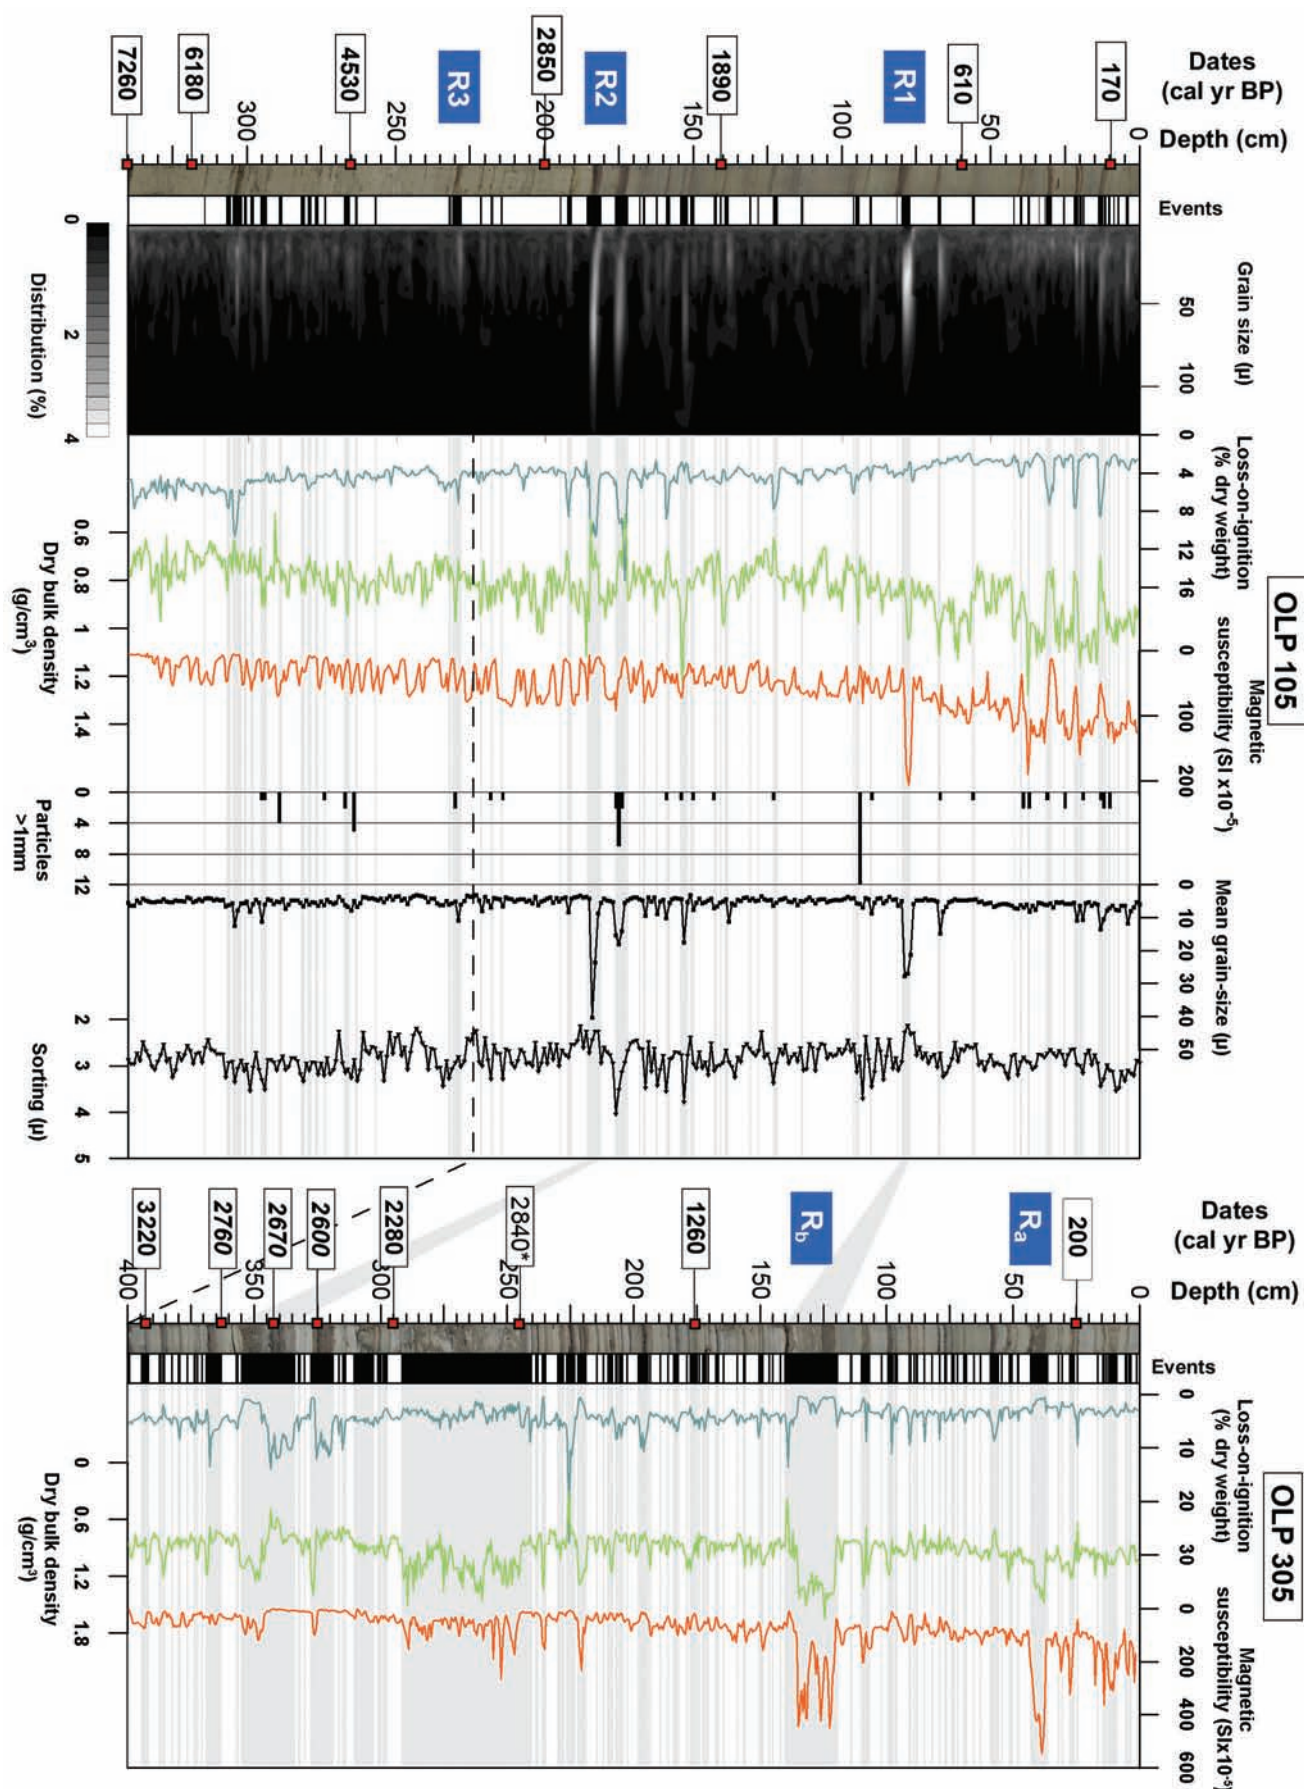 OLP 105
Dates
(cal yr BP)
170
610
R1
1890
R2
2850
R3
4530
6180
7260
Depth (cm)
0
50
100
150
200
250
300
Events
Grain size (µ)
50
100
0
2
4
Distribution (%)
Loss-on-ignition
(% dry weight)
0
4
8
12
16
0.6
0.8
1
1.2
1.4
Dry bulk density
(g/cm³)
Magnetic
susceptibility (SI x10⁻⁵)
0
100
200
0
4
8
12
Particles
>1mm
Mean grain-size (µ)
0
10
20
30
40
50
2
3
4
5
Sorting (µ)
OLP 305
Dates
(cal yr BP)
200
Ra
Rb
1260
2840*
2280
2600
2670
2760
3220
Depth (cm)
0
50
100
150
200
250
300
350
400
Events
Loss-on-ignition
(% dry weight)
0
10
20
30
0
0.6
1.2
1.8
Dry bulk density
(g/cm³)
Magnetic
susceptibility (SIx10⁻⁵)
0
200
400
600